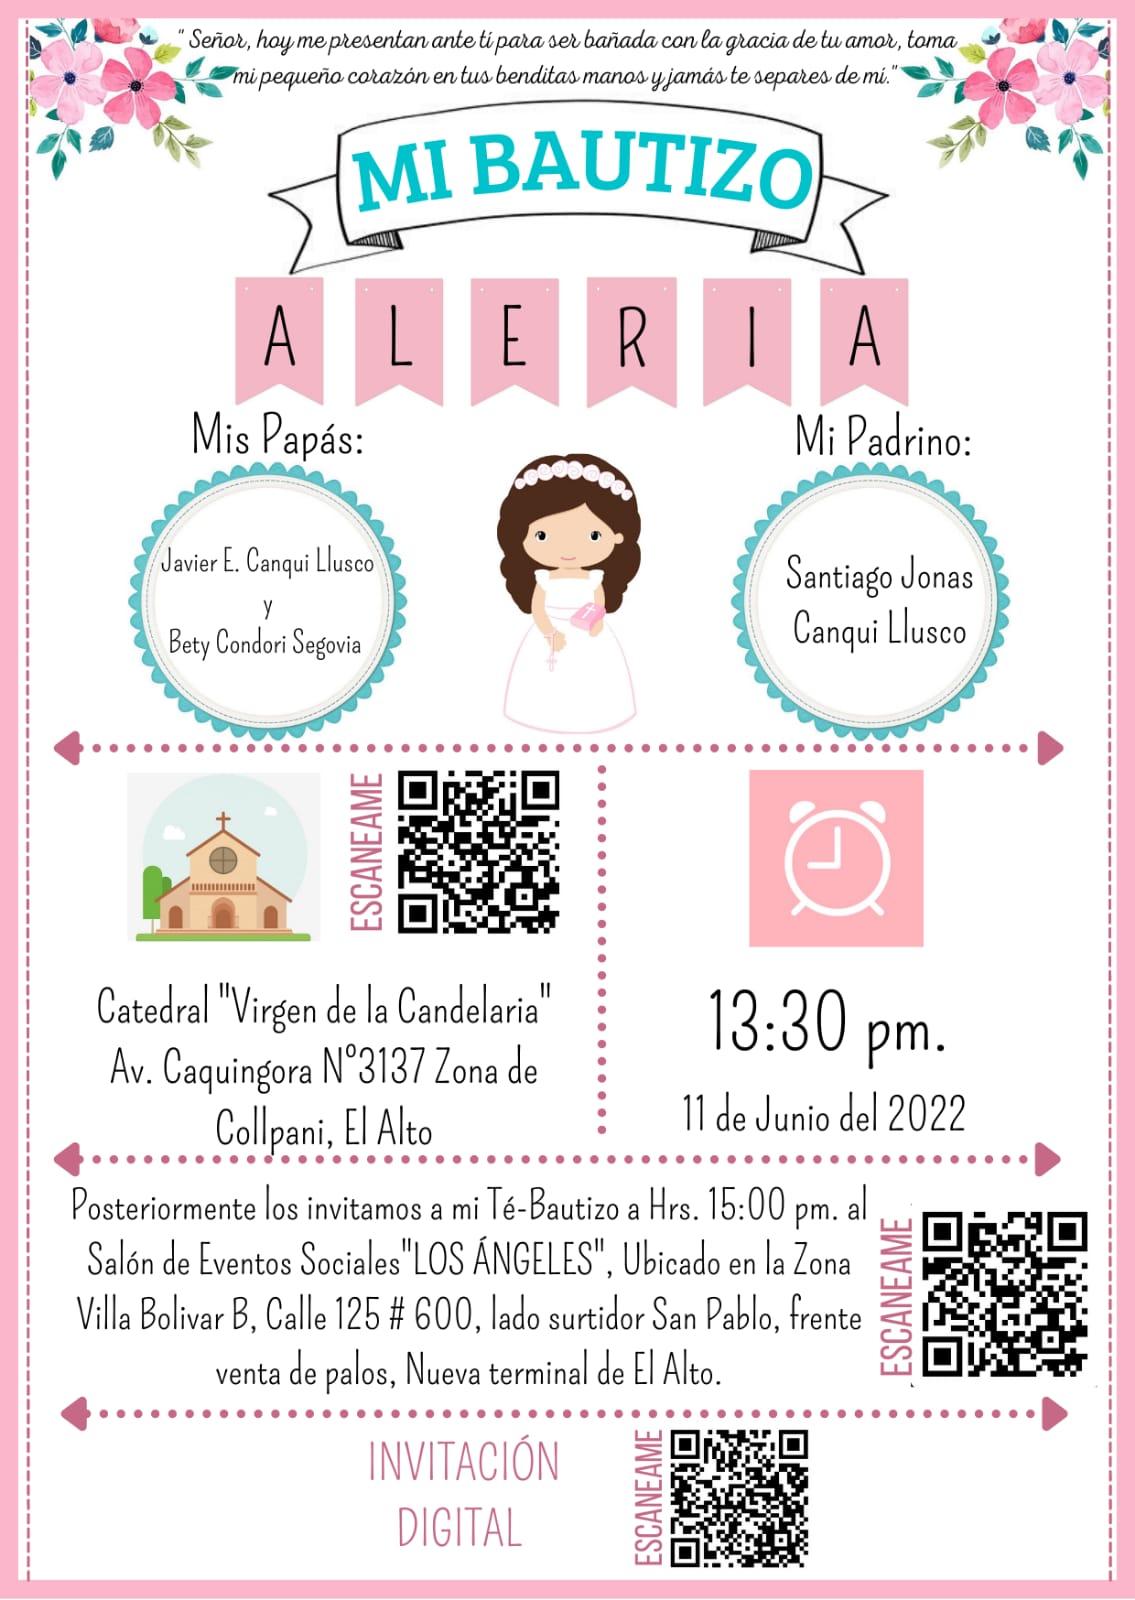 " Señor, hoy me presentan ante tí para ser bañada con la gracia de tu amor, toma
mi pequeño corazón en tus benditas manos y jamás te separes de mí."
MI BAUTIZO
ALERIA
Mis Papás:
Mi Padrino:
Javier E. Canqui Llusco
y
Bety Condori Segovia
Santiago Jonas
Canqui Llusco
ESCANEAME
Catedral "Virgen de la Candelaria"
Av. Caquingora N°3137 Zona de
Collpani, El Alto
13:30 pm.
11 de Junio del 2022
Posteriormente los invitamos a mi Té-Bautizo a Hrs. 15:00 pm. al
Salón de Eventos Sociales"LOS ÁNGELES", Ubicado en la Zona
Villa Bolivar B, Calle 125 # 600, lado surtidor San Pablo, frente
venta de palos, Nueva terminal de El Alto.
ESCANEAME
INVITACIÓN
DIGITAL
ESCANEAME